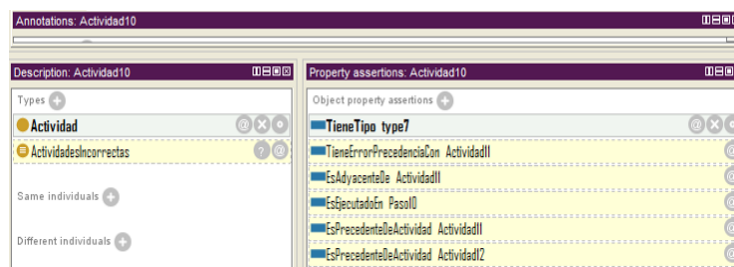 Annotations: Actividad10
Description: Actividad10
Types
Actividad
ActividadesIncorrectas
Same individuals
Different individuals
Property assertions: Actividad10
Object property assertions
TieneTipo type7
TieneErrorPrecedenciaCon Actividad11
EsAdyacenteDe Actividad11
EsEjecutadoEn Paso10
EsPrecedenteDeActividad Actividad11
EsPrecedenteDeActividad Actividad12